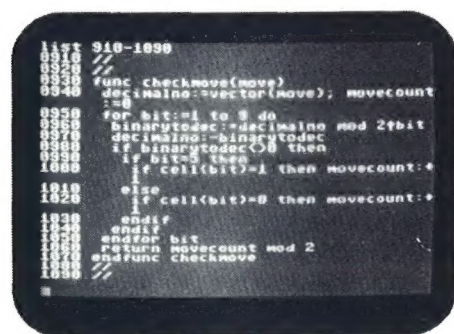 list 910-1090
0910 //
0920 //
0930 func checkmove(move)
0940 decimalno:=vector(move); movecount
:=0
0950 for bit:=1 to 9 do
0960 binarytodec:=decimalno mod 2↑bit
0970 decimalno:-binarytodec
0980 if binarytodec<>0 then
0990 if bit=5 then
1000 if cell(bit)=1 then movecount:+
1
1010 else
1020 if cell(bit)=0 then movecount:+
1
1030 endif
1040 endif
1050 endfor bit
1060 return movecount mod 2
1070 endfunc checkmove
1080 //
1090 //